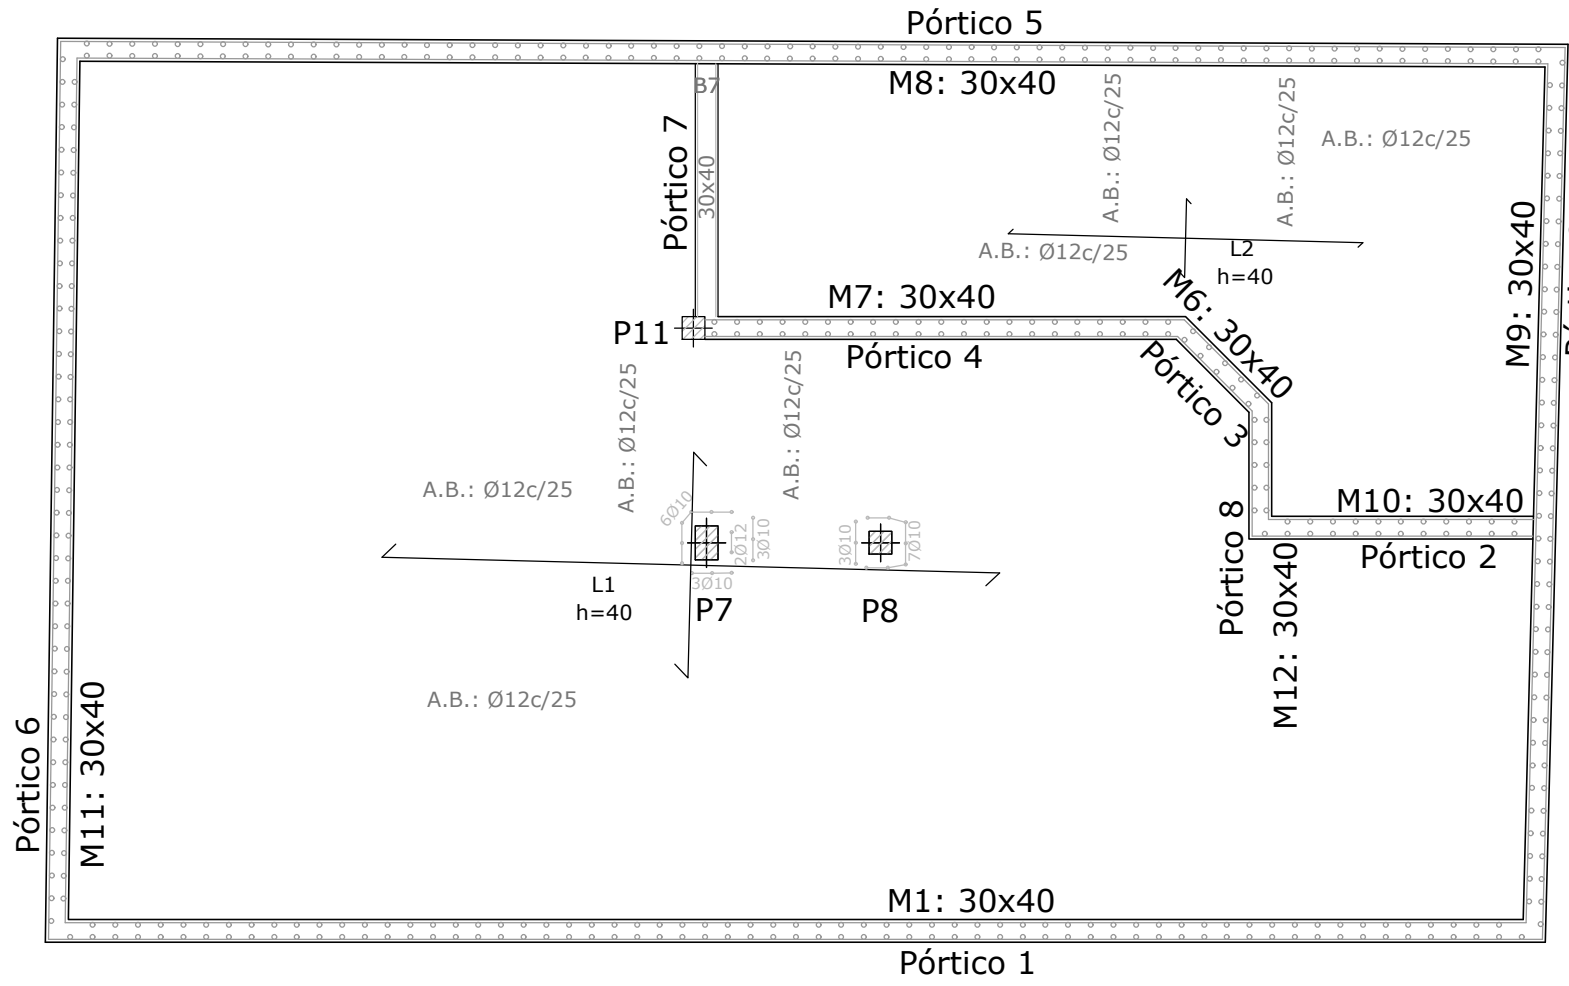 Pórtico 5
M8: 30x40
B7
30x40
Pórtico 7
A.B.: Ø12c/25
A.B.: Ø12c/25
A.B.: Ø12c/25
A.B.: Ø12c/25
L2
h=40
M9: 30x40
M7: 30x40
M6: 30x40
P11
Pórtico 4
Pórtico 3
A.B.: Ø12c/25
A.B.: Ø12c/25
A.B.: Ø12c/25
6Ø10
2Ø12
3Ø10
3Ø10
7Ø10
3Ø10
L1
h=40
P7
P8
M10: 30x40
Pórtico 2
Pórtico 8
M12: 30x40
A.B.: Ø12c/25
Pórtico 6
M11: 30x40
M1: 30x40
Pórtico 1